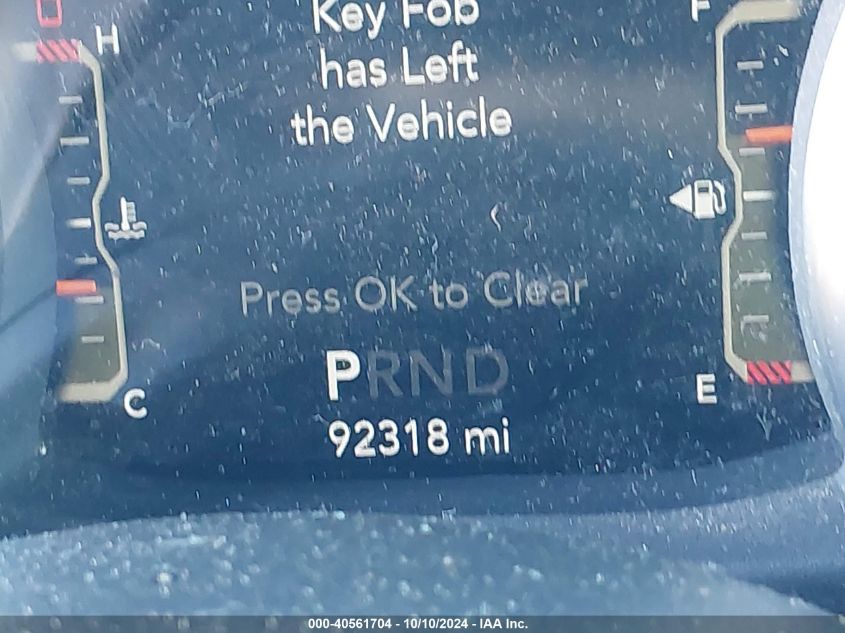 Key Fob
has Left
the Vehicle
H
F
Press OK to Clear
PRND
C
E
92318 mi
000-40561704 - 10/10/2024 - IAA Inc.